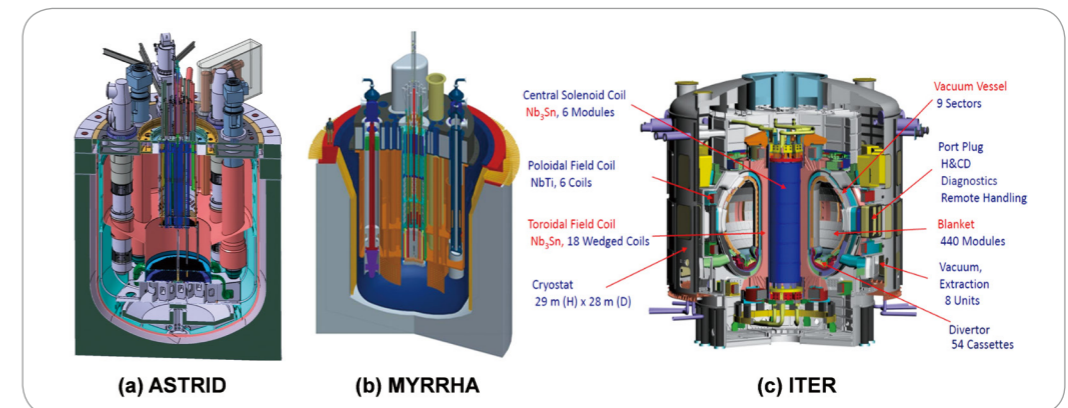 Central Solenoid Coil
Nb₃Sn, 6 Modules
Poloidal Field Coil
NbTi, 6 Coils
Toroidal Field Coil
Nb₃Sn, 18 Wedged Coils
Cryostat
29 m (H) x 28 m (D)
Vacuum Vessel
9 Sectors
Port Plug
H&CD
Diagnostics
Remote Handling
Blanket
440 Modules
Vacuum,
Extraction
8 Units
Divertor
54 Cassettes
(a) ASTRID
(b) MYRRHA
(c) ITER